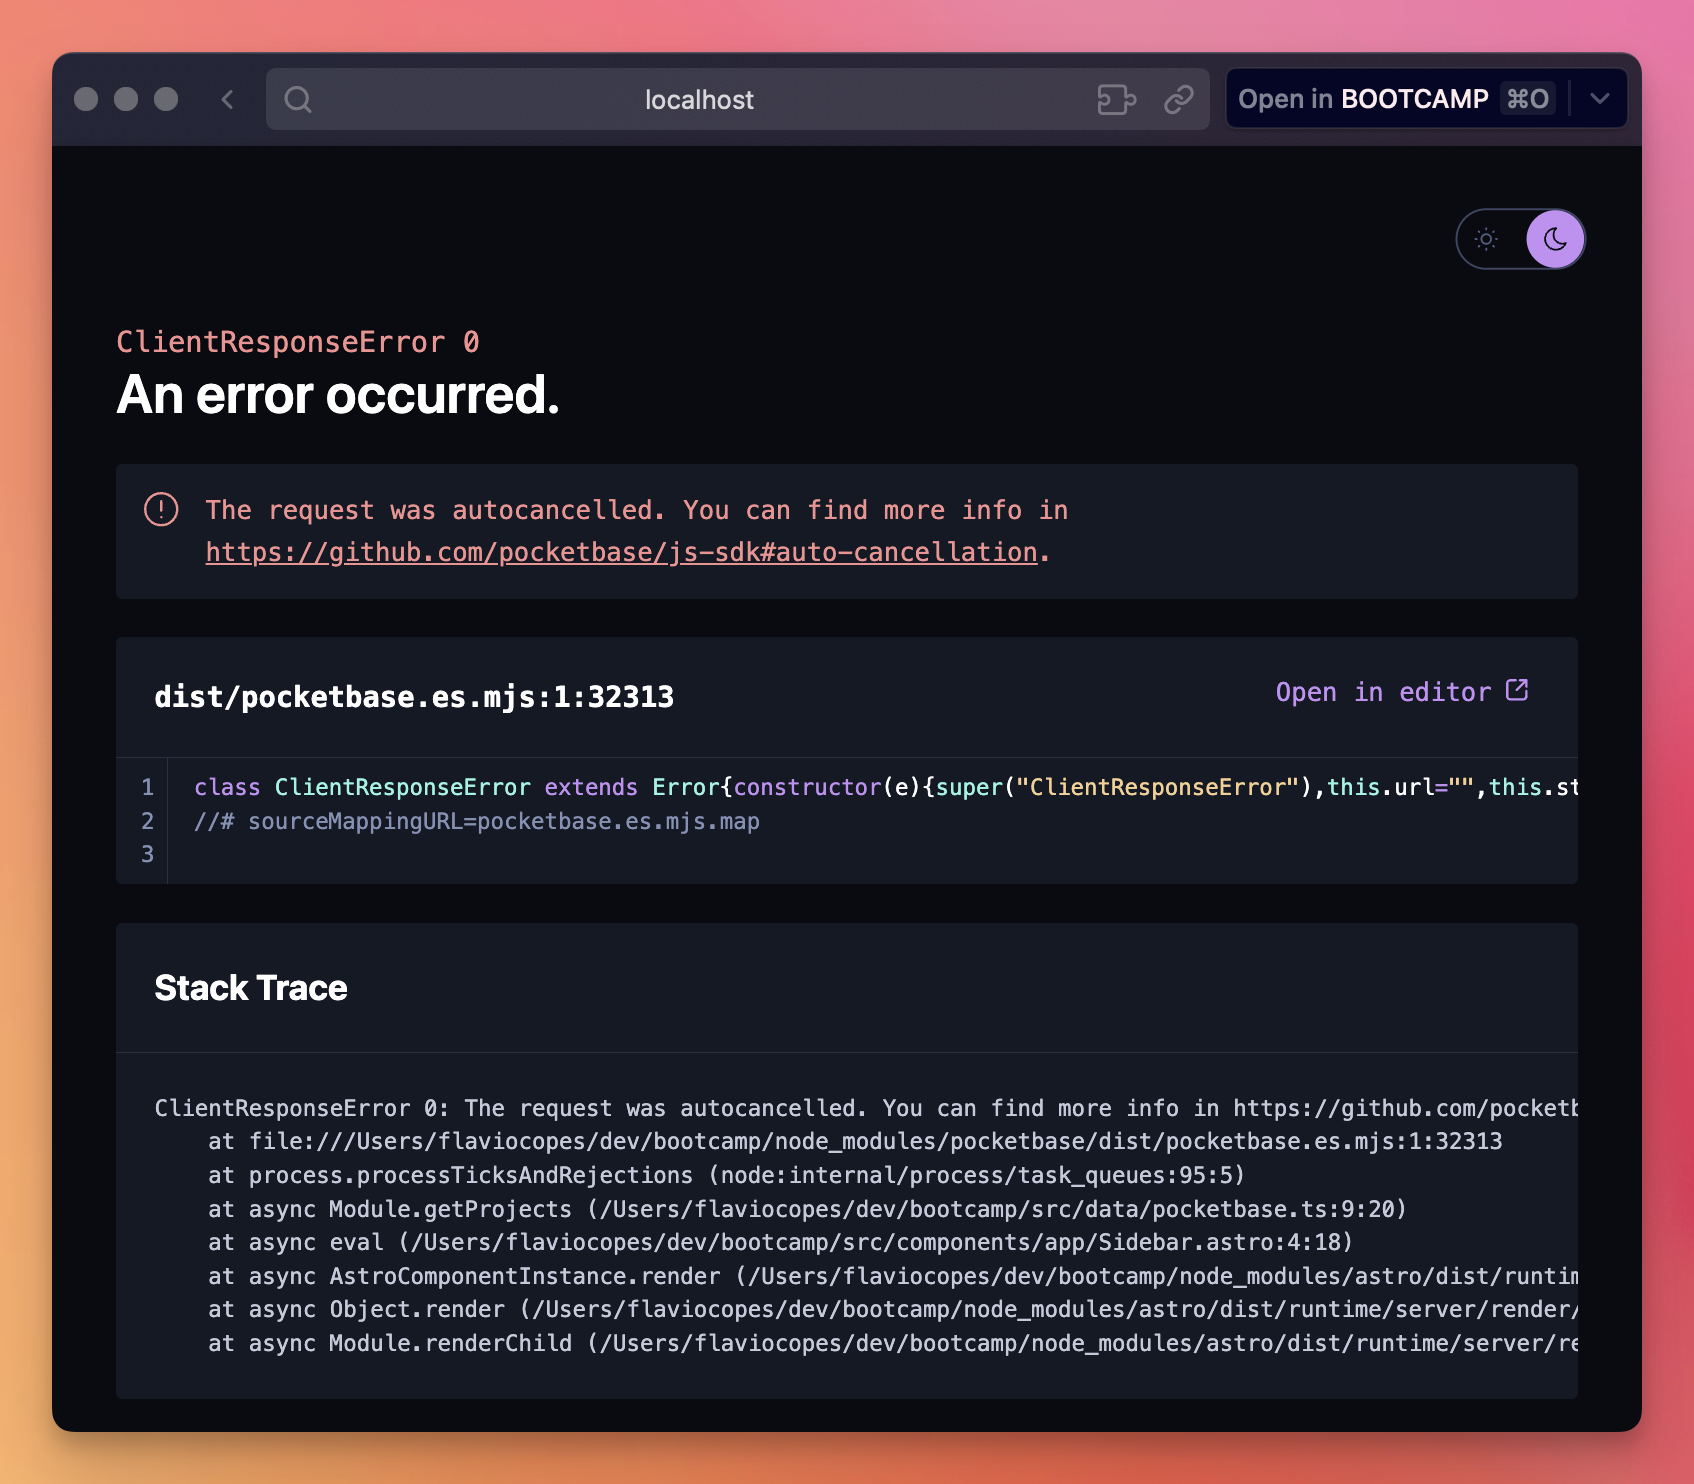 localhost
Open in BOOTCAMP ⌘O
ClientResponseError 0
An error occurred.
The request was autocancelled. You can find more info in
https://github.com/pocketbase/js-sdk#auto-cancellation.
dist/pocketbase.es.mjs:1:32313
Open in editor
1 class ClientResponseError extends Error{constructor(e){super("ClientResponseError"),this.url="",this.st
2 //# sourceMappingURL=pocketbase.es.mjs.map
3
Stack Trace
ClientResponseError 0: The request was autocancelled. You can find more info in https://github.com/pocketb
at file:///Users/flaviocopes/dev/bootcamp/node_modules/pocketbase/dist/pocketbase.es.mjs:1:32313
at process.processTicksAndRejections (node:internal/process/task_queues:95:5)
at async Module.getProjects (/Users/flaviocopes/dev/bootcamp/src/data/pocketbase.ts:9:20)
at async eval (/Users/flaviocopes/dev/bootcamp/src/components/app/Sidebar.astro:4:18)
at async AstroComponentInstance.render (/Users/flaviocopes/dev/bootcamp/node_modules/astro/dist/runtim
at async Object.render (/Users/flaviocopes/dev/bootcamp/node_modules/astro/dist/runtime/server/render/
at async Module.renderChild (/Users/flaviocopes/dev/bootcamp/node_modules/astro/dist/runtime/server/re